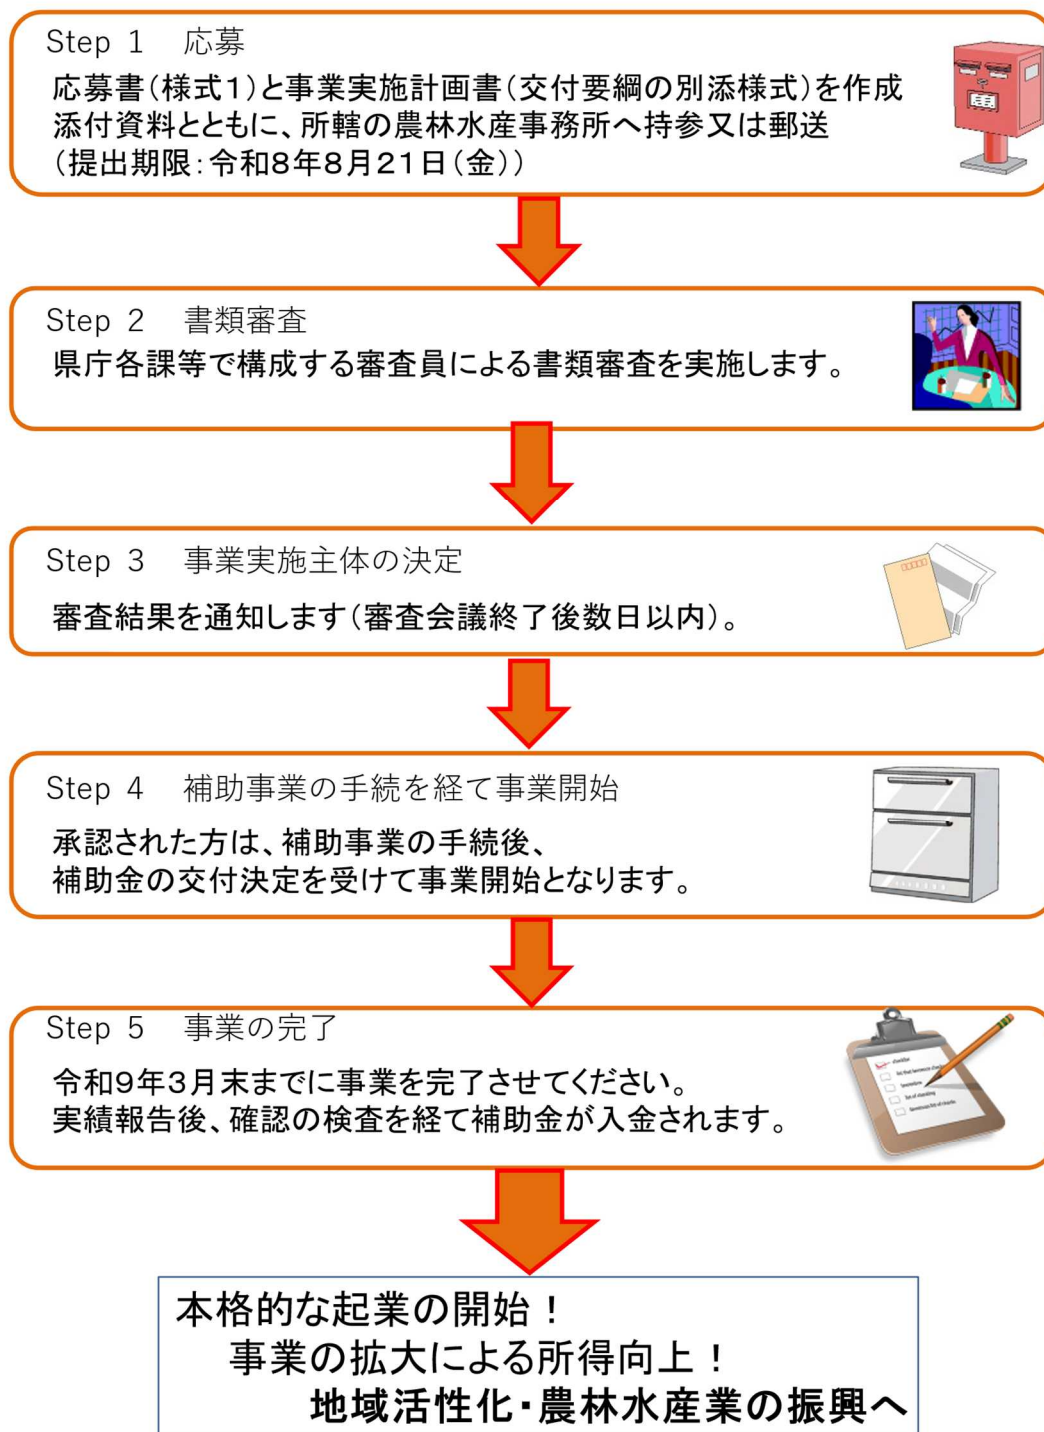 Step 1 応募
応募書(様式1)と事業実施計画書(交付要綱の別添様式)を作成
添付資料とともに、所轄の農林水産事務所へ持参又は郵送
(提出期限:令和8年8月21日(金))
Step 2 書類審査
県庁各課等で構成する審査員による書類審査を実施します。
Step 3 事業実施主体の決定
審査結果を通知します(審査会議終了後数日以内)。
Step 4 補助事業の手続を経て事業開始
承認された方は、補助事業の手続後、
補助金の交付決定を受けて事業開始となります。
Step 5 事業の完了
令和9年3月末までに事業を完了させてください。
実績報告後、確認の検査を経て補助金が入金されます。
本格的な起業の開始!
事業の拡大による所得向上!
地域活性化・農林水産業の振興へ